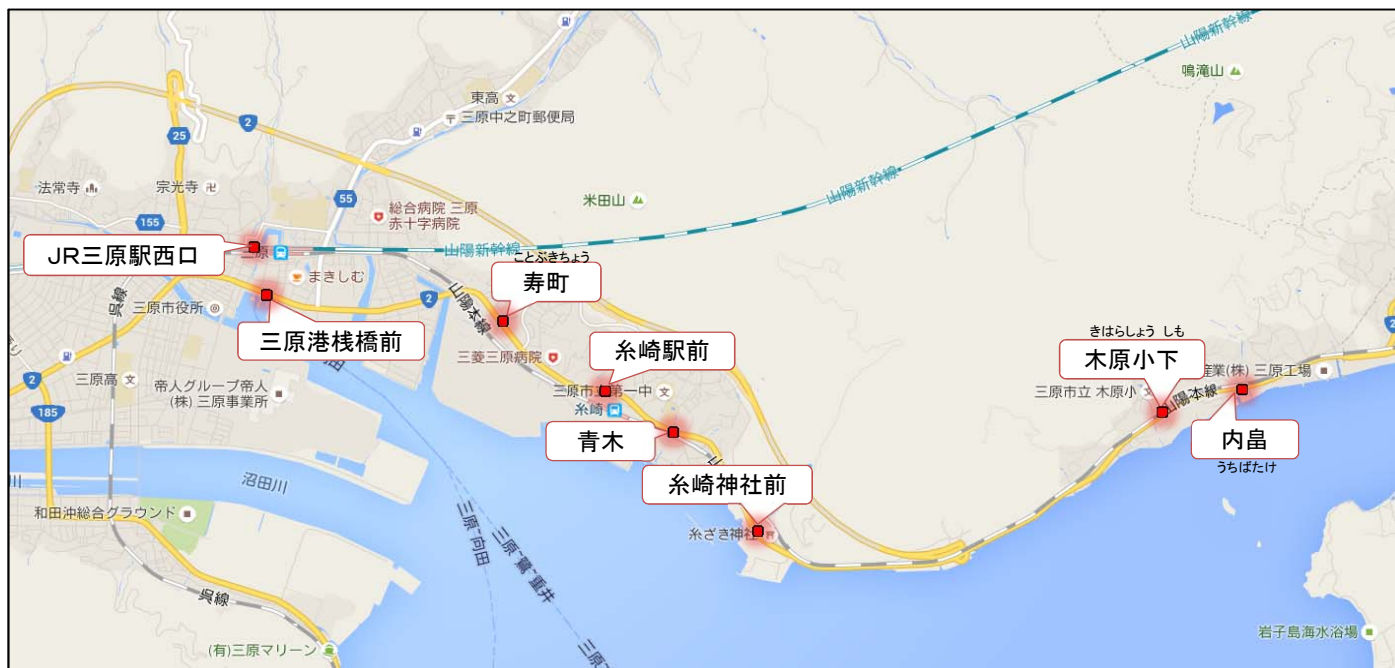 山陽新幹線
鳴滝山
東高
三原中之町郵便局
2
25
法常寺
宗光寺
55
155
総合病院 三原
赤十字病院
米田山
山陽新幹線
JR三原駅西口
三原
山陽新幹線
まきしむ
ことぶきちょう
寿町
呉線
三原市役所
2
山陽本線
三原港桟橋前
三菱三原病院
糸崎駅前
きはらしょう しも
木原小下
産業(株) 三原工場
2
2
三原高
帝人グループ帝人
(株) 三原事業所
三原市立第一中
糸崎
三原市立 木原小
山陽本線
185
青木
内畠
うちばたけ
糸崎神社前
沼田川
和田沖総合グラウンド
三原~向田
三原~鷺~重井
糸ざき神社
呉線
(有)三原マリーン
岩子島海水浴場